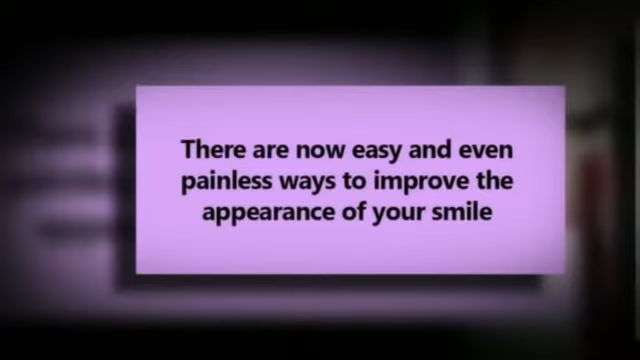 There are now easy and even
painless ways to improve the
appearance of your smile